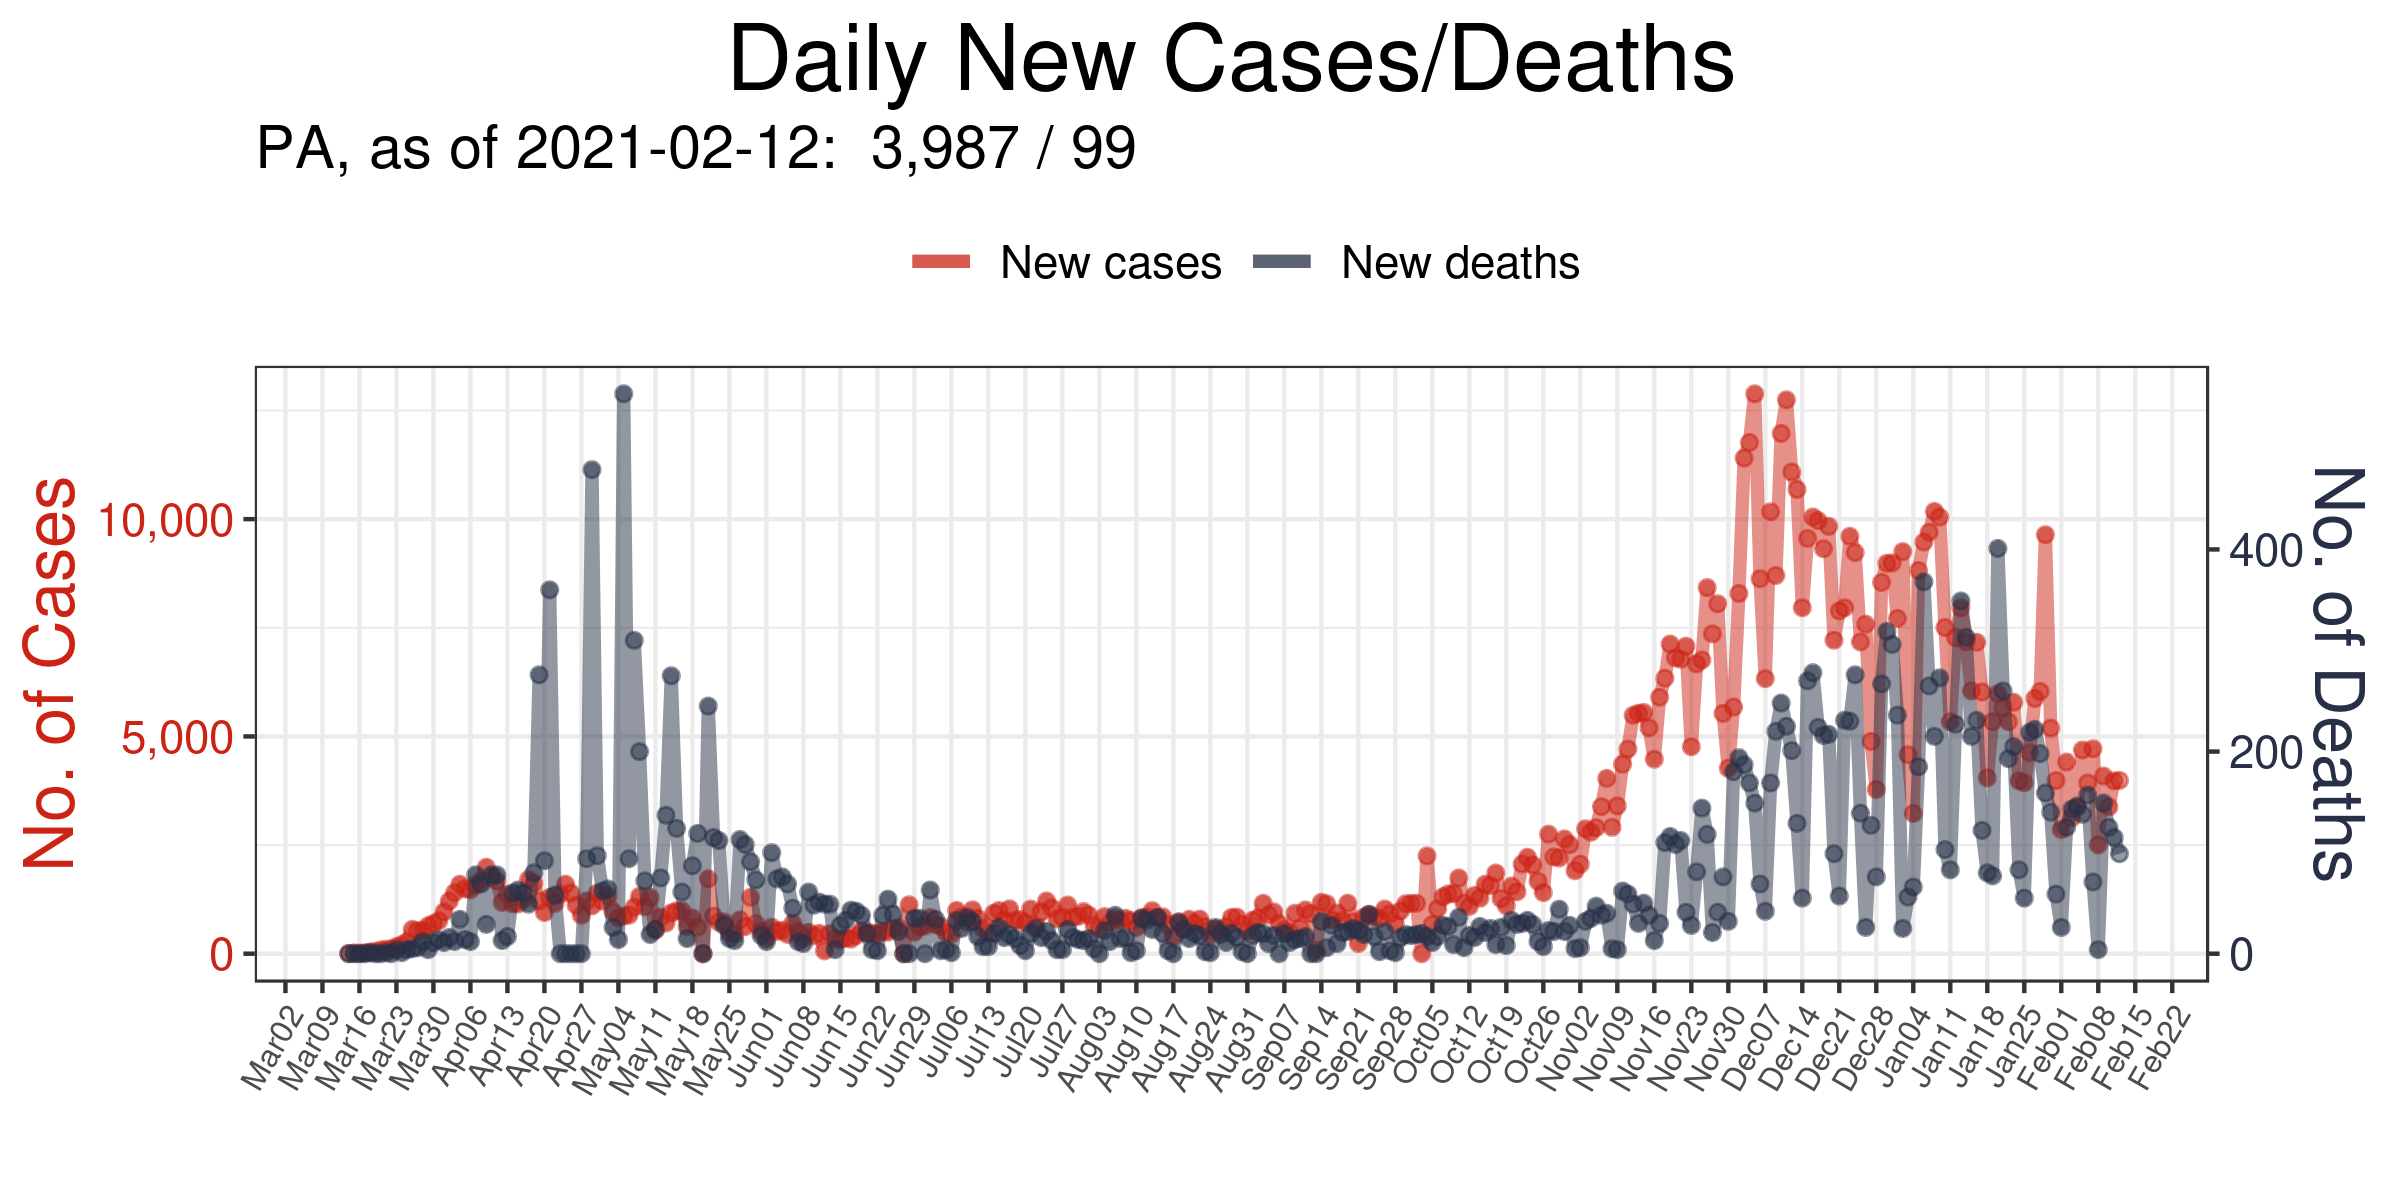 Daily New Cases/Deaths
PA, as of 2021-02-12: 3,987 / 99
New cases
New deaths
No. of Cases
10,000
5,000
0
No. of Deaths
400
200
0
Mar02
Mar09
Mar16
Mar23
Mar30
Apr06
Apr13
Apr20
Apr27
May04
May11
May18
May25
Jun01
Jun08
Jun15
Jun22
Jun29
Jul06
Jul13
Jul20
Jul27
Aug03
Aug10
Aug17
Aug24
Aug31
Sep07
Sep14
Sep21
Sep28
Oct05
Oct12
Oct19
Oct26
Nov02
Nov09
Nov16
Nov23
Nov30
Dec07
Dec14
Dec21
Dec28
Dec04
Jan11
Jan18
Jan25
Feb01
Feb08
Feb15
Feb22